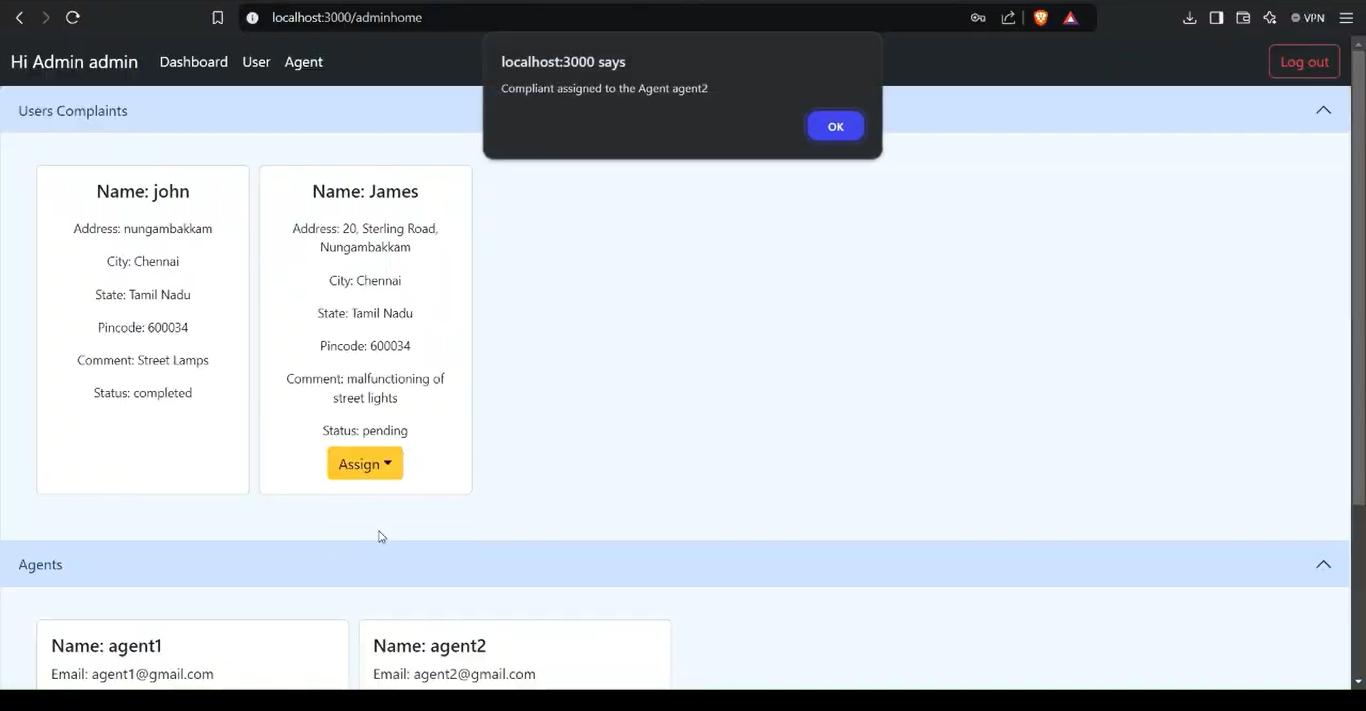 localhost:3000/adminhome
VPN
Hi Admin admin
Dashboard
User
Agent
Log out
localhost:3000 says
Compliant assigned to the Agent agent2
OK
Users Complaints
Name: john
Address: nungambakkam
City: Chennai
State: Tamil Nadu
Pincode: 600034
Comment: Street Lamps
Status: completed
Name: James
Address: 20, Sterling Road,
Nungambakkam
City: Chennai
State: Tamil Nadu
Pincode: 600034
Comment: malfunctioning of
street lights
Status: pending
Assign
Agents
Name: agent1
Email: agent1@gmail.com
Name: agent2
Email: agent2@gmail.com